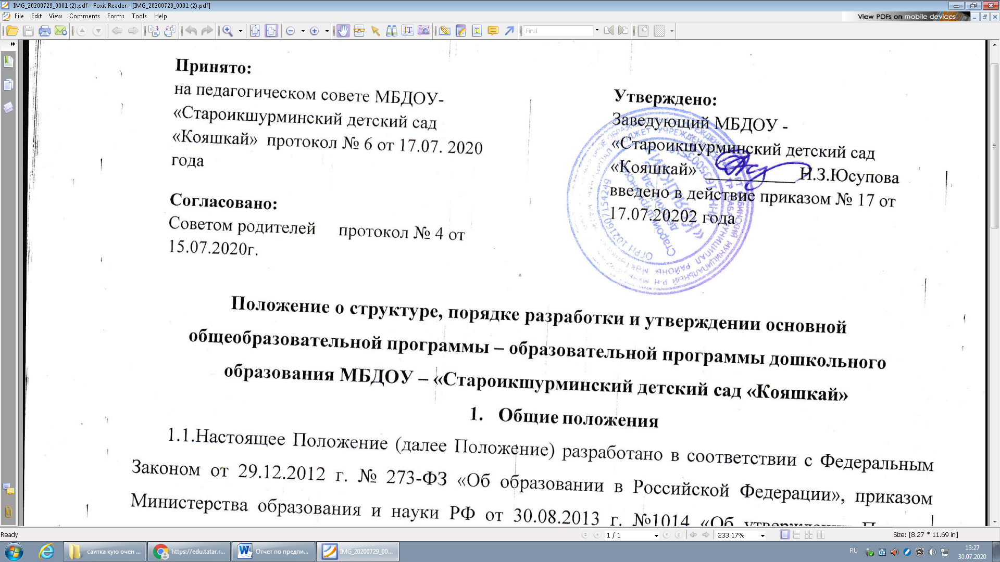 IMG_20200729_0001 (2).pdf - Foxit Reader - [IMG_20200729_0001 (2).pdf]
File Edit View Comments Forms Tools Help
View PDFs on mobile devices
Find
Принято:
на педагогическом совете МБДОУ-
«Староикшурминский детский сад
«Кояшкай» протокол № 6 от 17.07. 2020
года
Согласовано:
Советом родителей протокол № 4 от
15.07.2020г.
Утверждено:
Заведующий МБДОУ -
«Староикшурминский детский сад
«Кояшкай» ___________ Н.З.Юсупова
введено в действие приказом № 17 от
17.07.20202 года
Положение о структуре, порядке разработки и утверждении основной
общеобразовательной программы – образовательной программы дошкольного
образования МБДОУ – «Староикшурминский детский сад «Кояшкай»
1. Общие положения
1.1.Настоящее Положение (далее Положение) разработано в соответствии с Федеральным
Законом от 29.12.2012 г. № 273-ФЗ «Об образовании в Российской Федерации», приказом
Министерства образования и науки РФ от 30.08.2013 г. №1014 «Об
Ready
1 / 1
233.17%
Size: [8.27 * 11.69 in]
саитка кую очен ...
https://edu.tatar.r...
Отчет по предпи...
IMG_20200729_00...
RU
13:27
30.07.2020